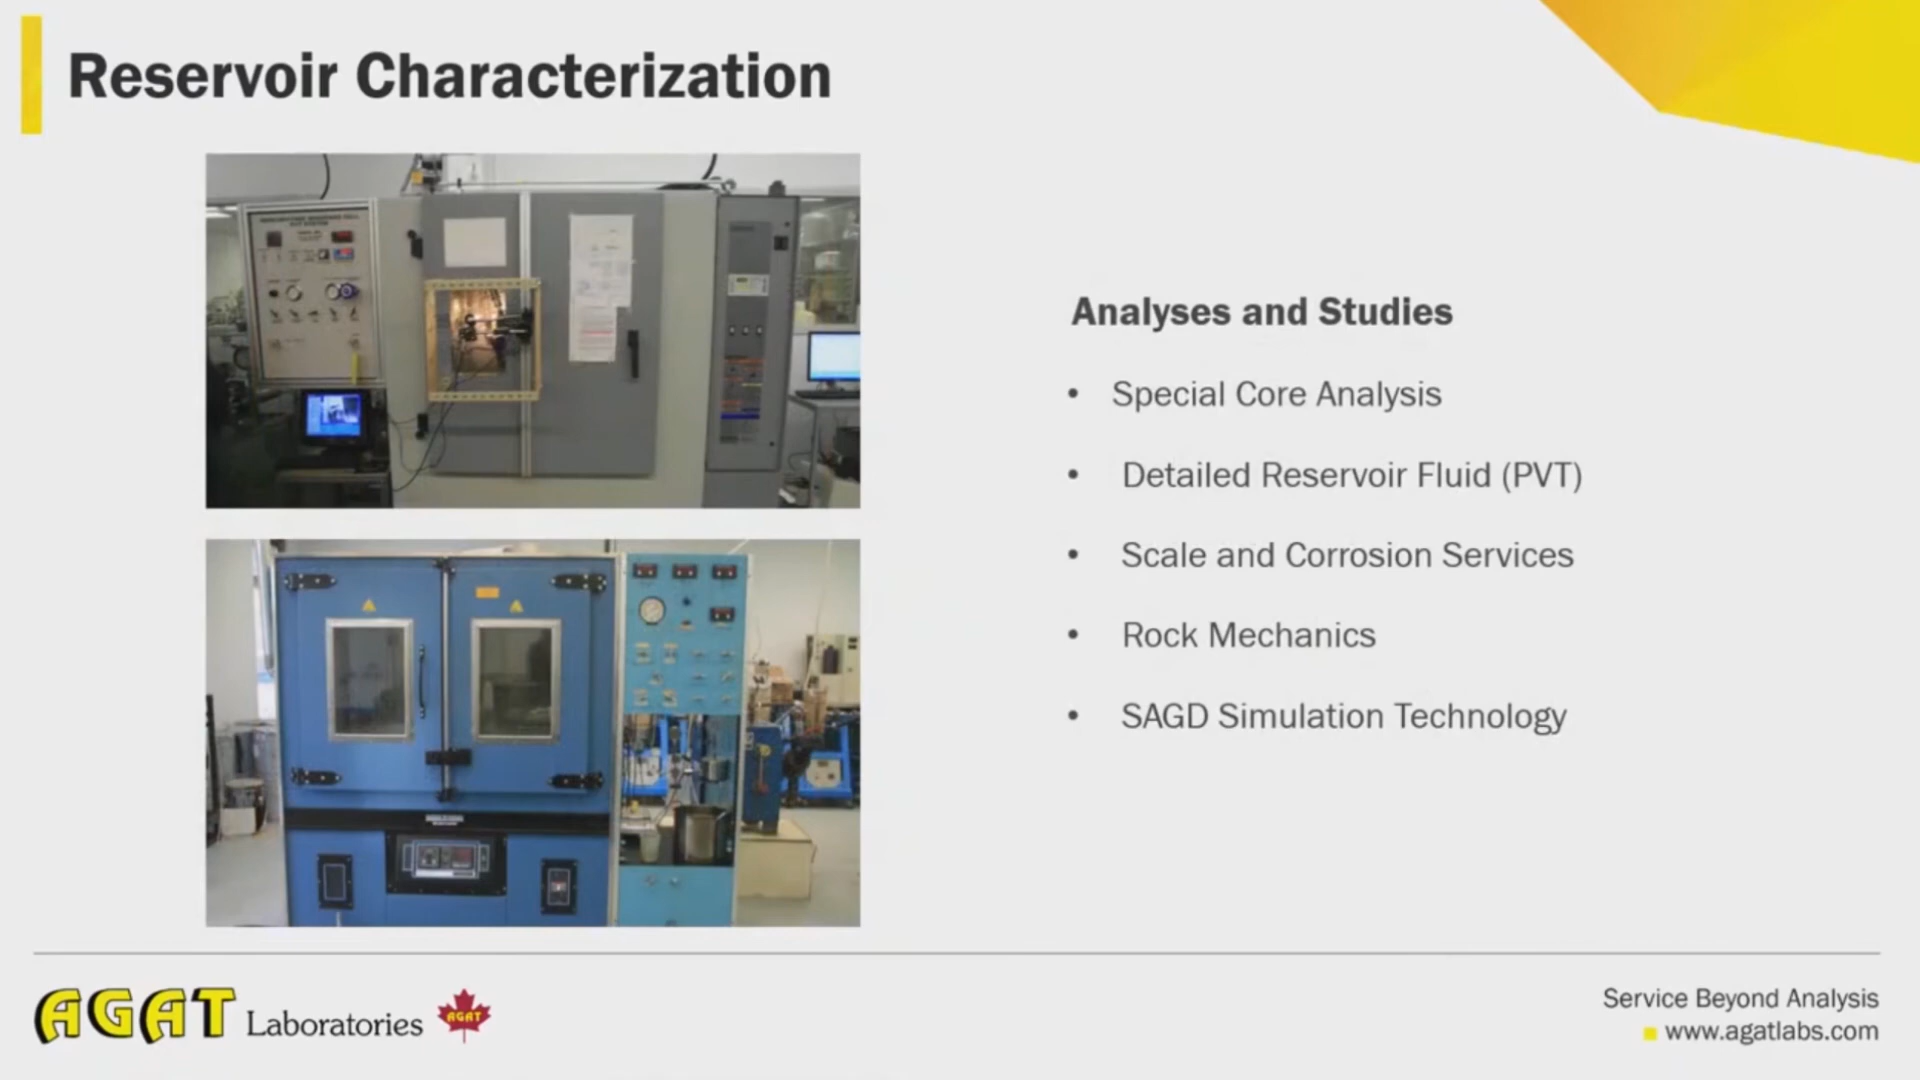 Reservoir Characterization
Analyses and Studies
• Special Core Analysis
• Detailed Reservoir Fluid (PVT)
• Scale and Corrosion Services
• Rock Mechanics
• SAGD Simulation Technology
AGAT Laboratories AGAT
Service Beyond Analysis
www.agatlabs.com